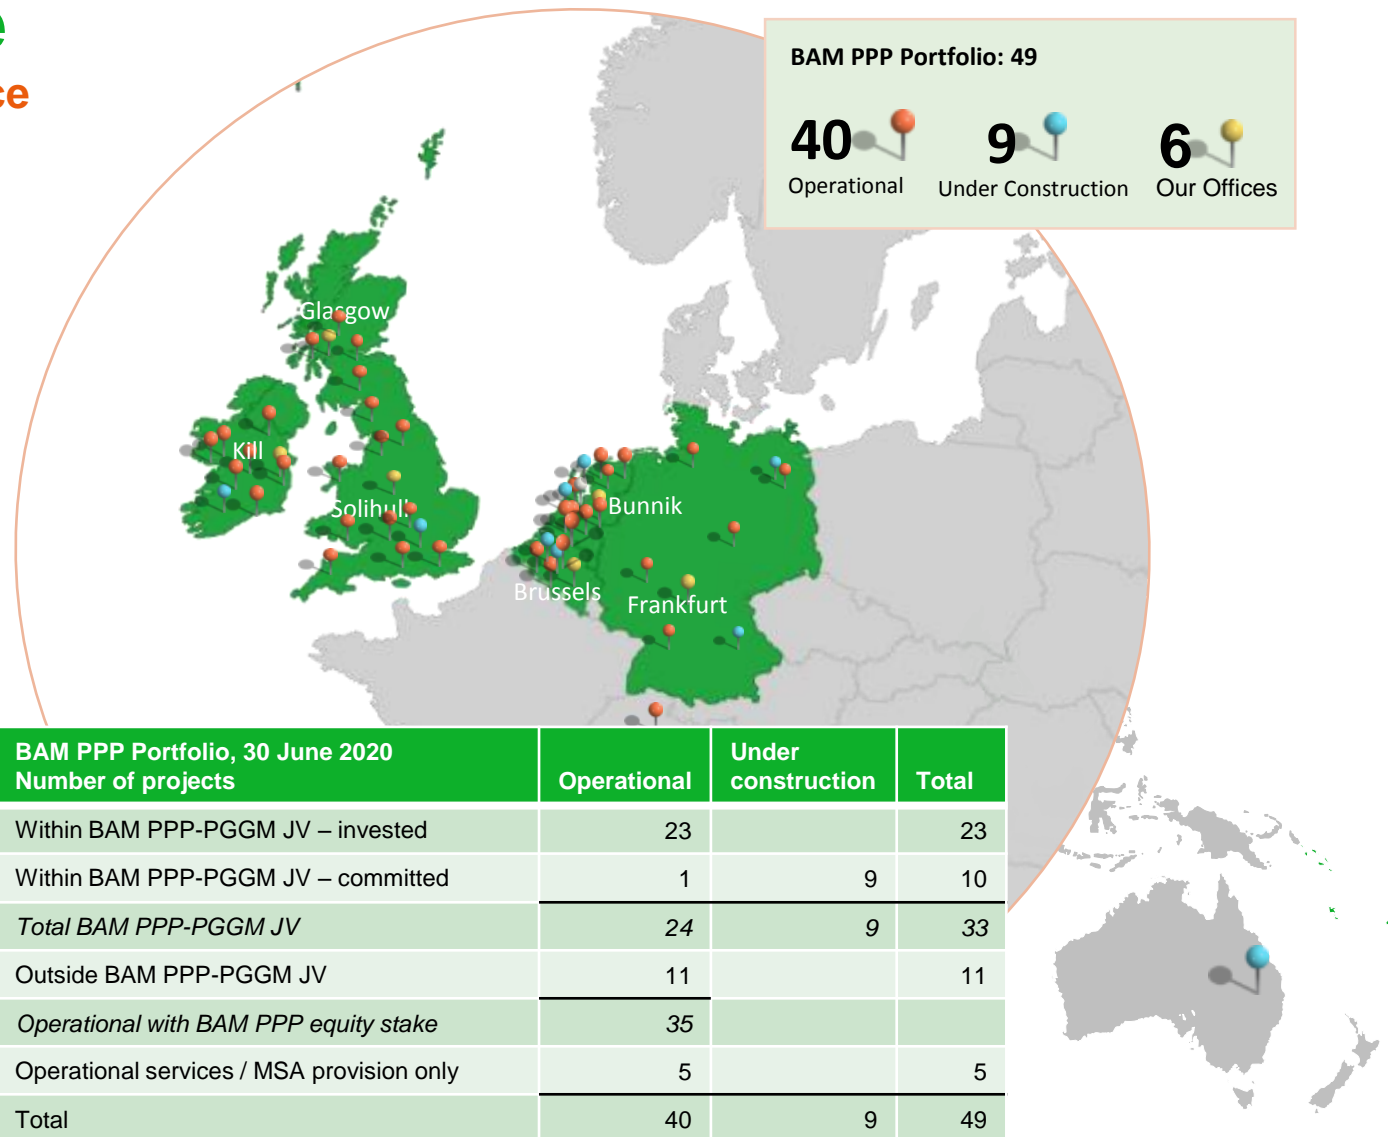 e
ce
BAM PPP Portfolio: 49
40 9 6
Operational Under Construction Our Offices
Glasgow
Kill
Solihull
Bunnik
Brussels
Frankfurt
BAM PPP Portfolio, 30 June 2020
Number of projects Operational Under construction Total
Within BAM PPP-PGGM JV – invested 23 23
Within BAM PPP-PGGM JV – committed 1 9 10
Total BAM PPP-PGGM JV 24 9 33
Outside BAM PPP-PGGM JV 11 11
Operational with BAM PPP equity stake 35
Operational services / MSA provision only 5 5
Total 40 9 49